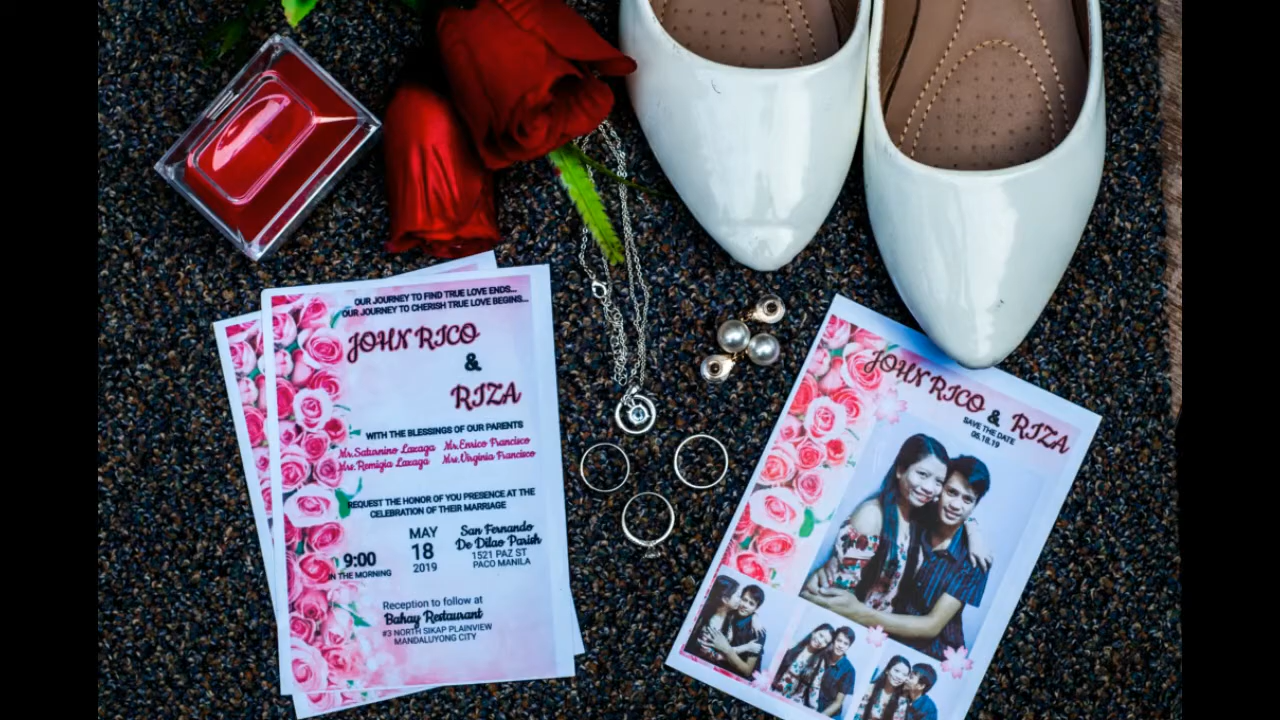 OUR JOURNEY TO FIND TRUE LOVE ENDS...
OUR JOURNEY TO CHERISH TRUE LOVE BEGINS...
JOHN RICO
&
RIZA
WITH THE BLESSINGS OF OUR PARENTS
Mr.Saturnino Laxaga Mr.Enrico Francisco
Mrs.Remigia Laxaga Mrs.Virginia Francisco
REQUEST THE HONOR OF YOU PRESENCE AT THE
CELEBRATION OF THEIR MARRIAGE
9:00
IN THE MORNING
MAY
18
2019
San Fernando
De Dilao Parish
1521 PAZ ST
PACO MANILA
Reception to follow at
Bahay Restaurant
#3 NORTH SIKAP PLAINVIEW
MANDALUYONG CITY
JOHN RICO & RIZA
SAVE THE DATE
05.18.19